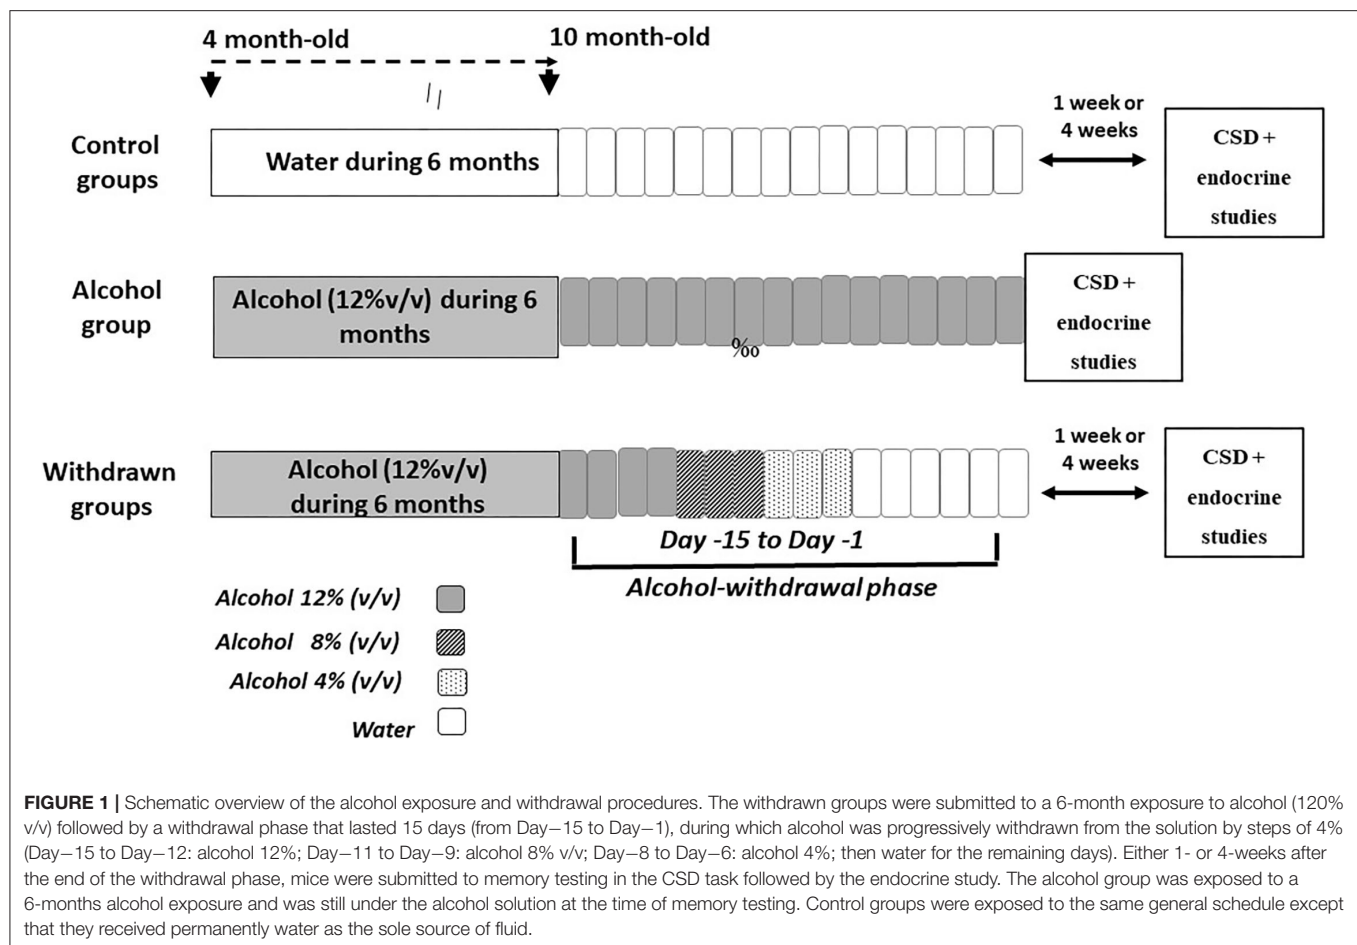 4 month-old
10 month-old
Control
groups
Water during 6 months
1 week or
4 weeks
CSD +
endocrine
studies
Alcohol
group
Alcohol (12%v/v) during 6
months
‰
CSD +
endocrine
studies
Withdrawn
groups
Alcohol (12%v/v)
during 6 months
1 week or
4 weeks
CSD +
endocrine
studies
Day -15 to Day -1
Alcohol-withdrawal phase
Alcohol 12% (v/v)
Alcohol 8% (v/v)
Alcohol 4% (v/v)
Water
FIGURE 1 | Schematic overview of the alcohol exposure and withdrawal procedures. The withdrawn groups were submitted to a 6-month exposure to alcohol (120%
v/v) followed by a withdrawal phase that lasted 15 days (from Day−15 to Day−1), during which alcohol was progressively withdrawn from the solution by steps of 4%
(Day−15 to Day−12: alcohol 12%; Day−11 to Day−9: alcohol 8% v/v; Day−8 to Day−6: alcohol 4%; then water for the remaining days). Either 1- or 4-weeks after
the end of the withdrawal phase, mice were submitted to memory testing in the CSD task followed by the endocrine study. The alcohol group was exposed to a
6-months alcohol exposure and was still under the alcohol solution at the time of memory testing. Control groups were exposed to the same general schedule except
that they received permanently water as the sole source of fluid.